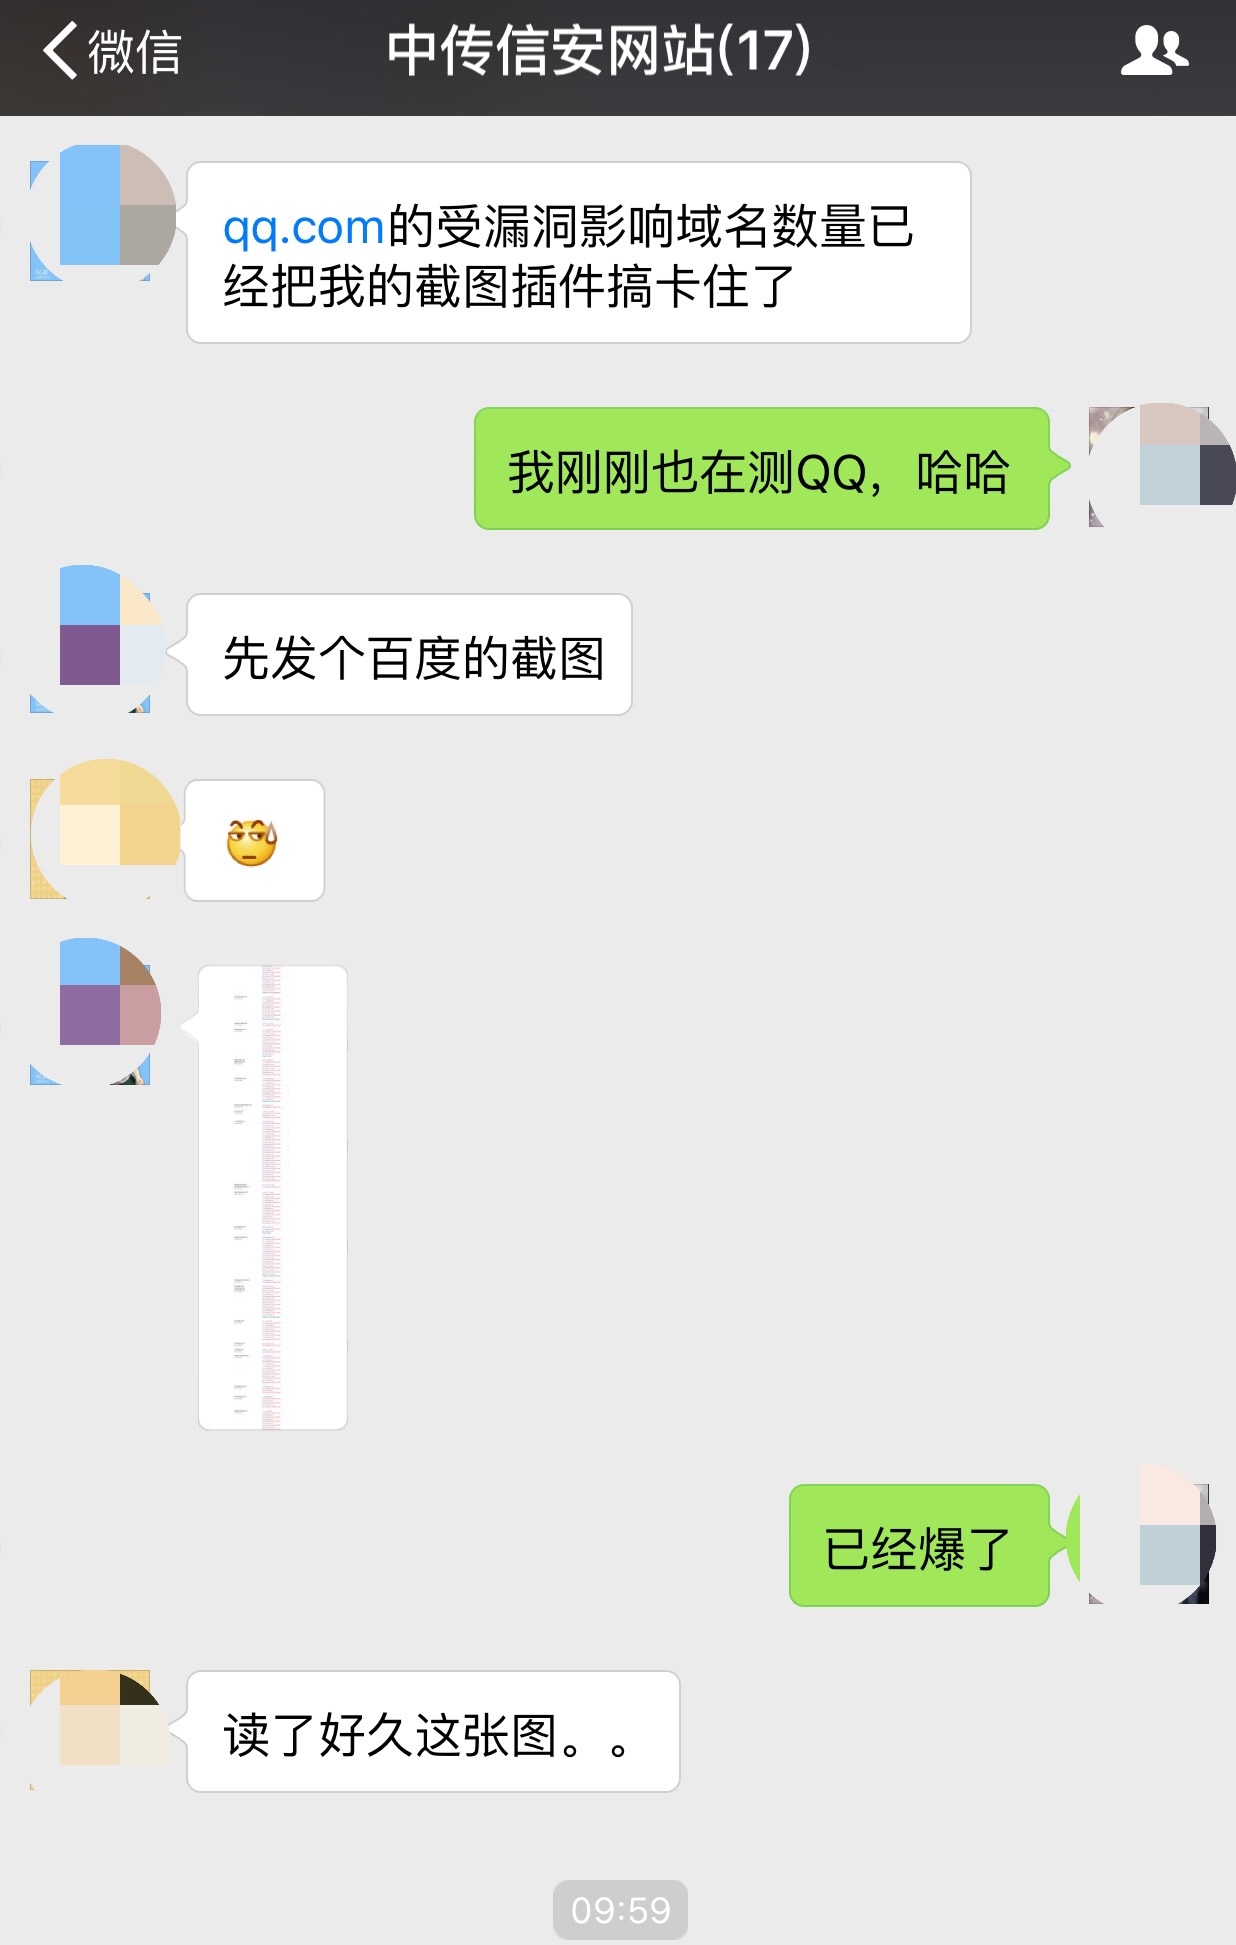 微信
中传信安网站(17)
qq.com的受漏洞影响域名数量已
经把我的截图插件搞卡住了
我刚刚也在测QQ，哈哈
先发个百度的截图
已经爆了
读了好久这张图。。
09:59